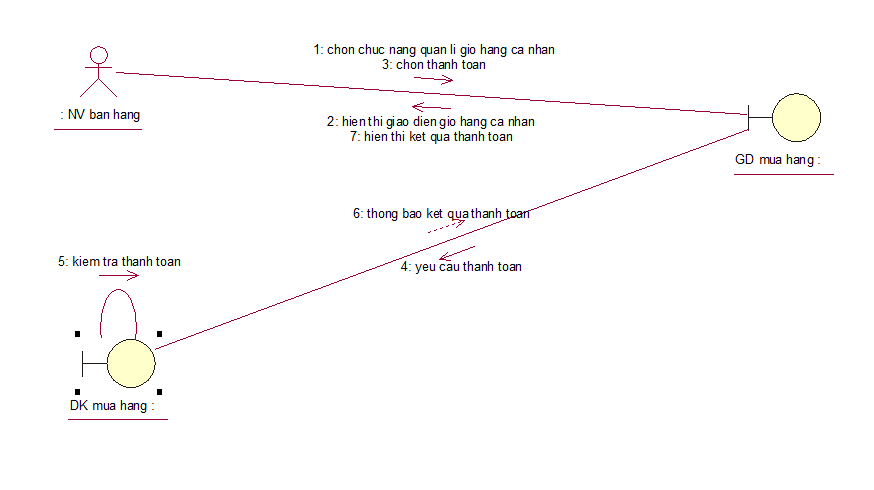 1: chon chuc nang quan li gio hang ca nhan
3: chon thanh toan
: NV ban hang
2: hien thi giao dien gio hang ca nhan
7: hien thi ket qua thanh toan
GD mua hang :
6: thong bao ket qua thanh toan
5: kiem tra thanh toan
4: yeu cau thanh toan
DK mua hang :